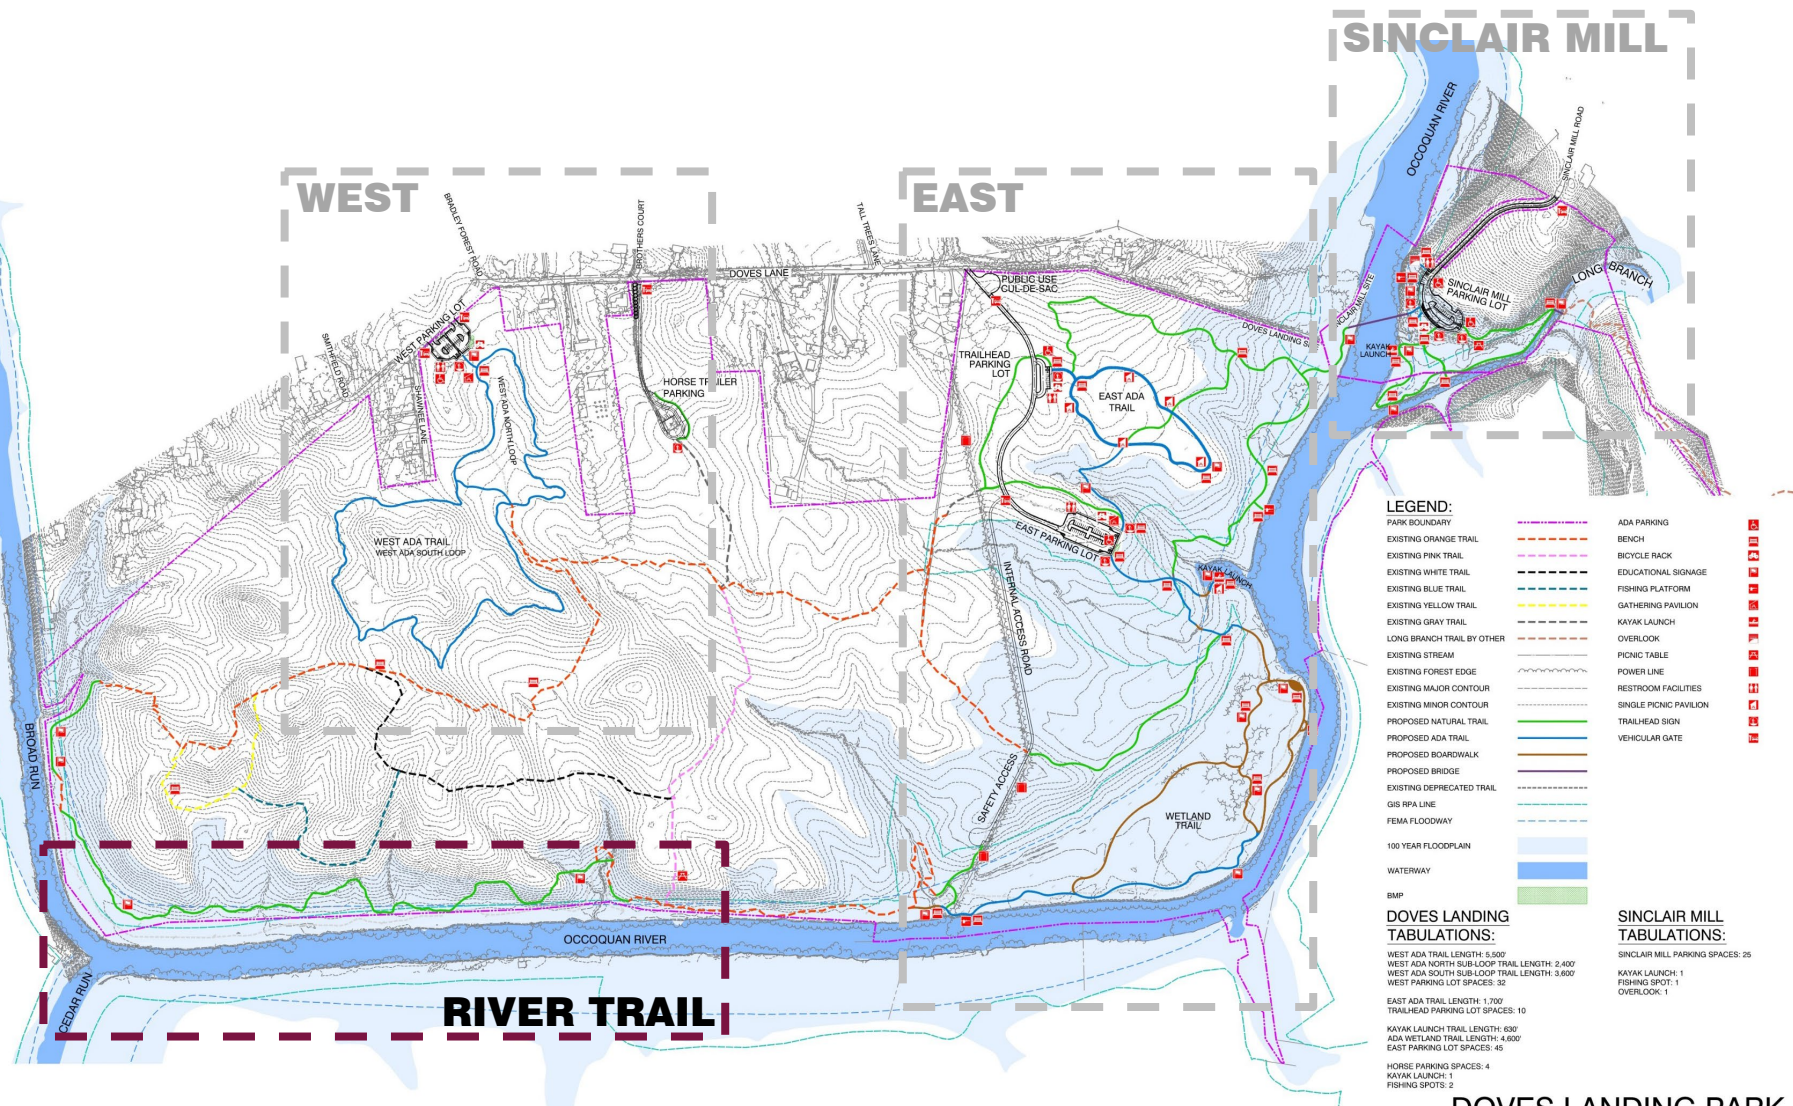 SINCLAIR MILL
WEST
EAST
OCCOQUAN RIVER
SINCLAIR MILL ROAD
BRADLEY FOREST ROAD
BROTHERS COURT
TALL TREES LANE
DOVES LANE
PUBLIC USE
CUL-DE-SAC
LONG BRANCH
SINCLAIR MILL
PARKING LOT
DOVES LANDING S
KAYAK
LAUNCH
WEST PARKING LOT
SMITHFIELD ROAD
SHAWNEE LANE
WEST ADA NORTH LOOP
HORSE TRAILER
PARKING
TRAILHEAD
PARKING
LOT
EAST ADA
TRAIL
WEST ADA TRAIL
WEST ADA SOUTH LOOP
EAST PARKING LOT
INTERNAL ACCESS ROAD
KAYAK LAUNCH
BROAD RUN
SAFETY ACCESS
WETLAND
TRAIL
OCCOQUAN RIVER
CEDAR RUN
RIVER TRAIL
LEGEND:
PARK BOUNDARY
EXISTING ORANGE TRAIL
EXISTING PINK TRAIL
EXISTING WHITE TRAIL
EXISTING BLUE TRAIL
EXISTING YELLOW TRAIL
EXISTING GRAY TRAIL
LONG BRANCH TRAIL BY OTHER
EXISTING STREAM
EXISTING FOREST EDGE
EXISTING MAJOR CONTOUR
EXISTING MINOR CONTOUR
PROPOSED NATURAL TRAIL
PROPOSED ADA TRAIL
PROPOSED BOARDWALK
PROPOSED BRIDGE
EXISTING DEPRECATED TRAIL
GIS RPA LINE
FEMA FLOODWAY
100 YEAR FLOODPLAIN
WATERWAY
BMP
ADA PARKING
BENCH
BICYCLE RACK
EDUCATIONAL SIGNAGE
FISHING PLATFORM
GATHERING PAVILION
KAYAK LAUNCH
OVERLOOK
PICNIC TABLE
POWER LINE
RESTROOM FACILITIES
SINGLE PICNIC PAVILION
TRAILHEAD SIGN
VEHICULAR GATE
DOVES LANDING
TABULATIONS:
WEST ADA TRAIL LENGTH: 5,500'
WEST ADA NORTH SUB-LOOP TRAIL LENGTH: 2,400'
WEST ADA SOUTH SUB-LOOP TRAIL LENGTH: 3,600'
WEST PARKING LOT SPACES: 32
EAST ADA TRAIL LENGTH: 1,700'
TRAILHEAD PARKING LOT SPACES: 10
KAYAK LAUNCH TRAIL LENGTH: 630'
ADA WETLAND TRAIL LENGTH: 4,600'
EAST PARKING LOT SPACES: 45
HORSE PARKING SPACES: 4
KAYAK LAUNCH: 1
FISHING SPOTS: 2
SINCLAIR MILL
TABULATIONS:
SINCLAIR MILL PARKING SPACES: 25
KAYAK LAUNCH: 1
FISHING SPOT: 1
OVERLOOK: 1
DOVES LANDING PARK